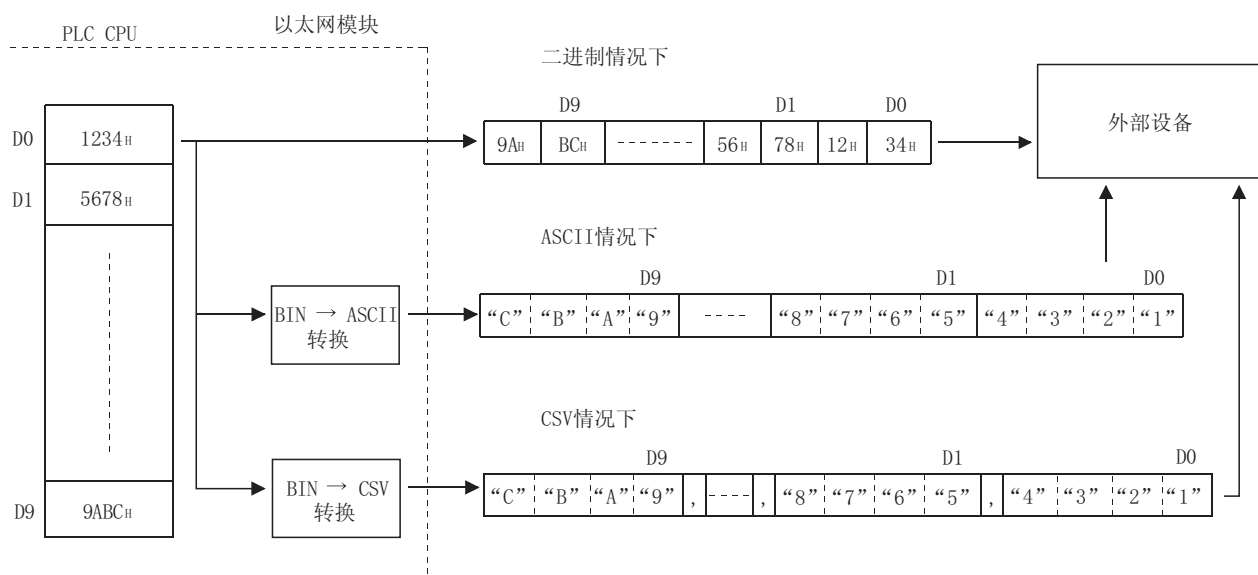 PLC CPU
以太网模块
二进制情况下
D9 D1 D0
9AH BCH 56H 78H 12H 34H
外部设备
D0 1234H
D1 5678H
D9 9ABCH
ASCII情况下
D9 D1 D0
BIN → ASCII
转换
“C” “B” “A” “9” “8” “7” “6” “5” “4” “3” “2” “1”
CSV情况下
D9 D1 D0
BIN → CSV
转换
“C” “B” “A” “9” , , “8” “7” “6” “5” , “4” “3” “2” “1”